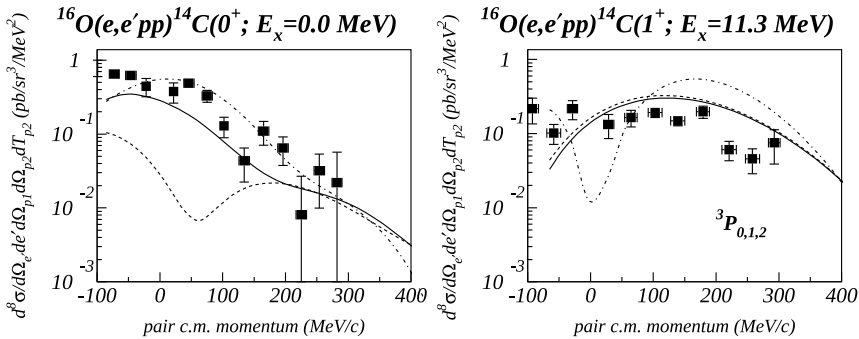 ¹⁶O(e,e′pp)¹⁴C(0⁺; Eₓ=0.0 MeV)
d⁸σ/dΩₑ′de′dΩₚ₁dΩₚ₂dTₚ₂ (pb/sr³/MeV²)
1
10 -1
10 -2
10 -3
-100 0 100 200 300 400
pair c.m. momentum (MeV/c)
¹⁶O(e,e′pp)¹⁴C(1⁺; Eₓ=11.3 MeV)
d⁸σ/dΩₑ′de′dΩₚ₁dΩₚ₂dTₚ₂ (pb/sr³/MeV²)
1
10 -1
10 -2
³P₀,₁,₂
10 -3
-100 0 100 200 300 400
pair c.m. momentum (MeV/c)